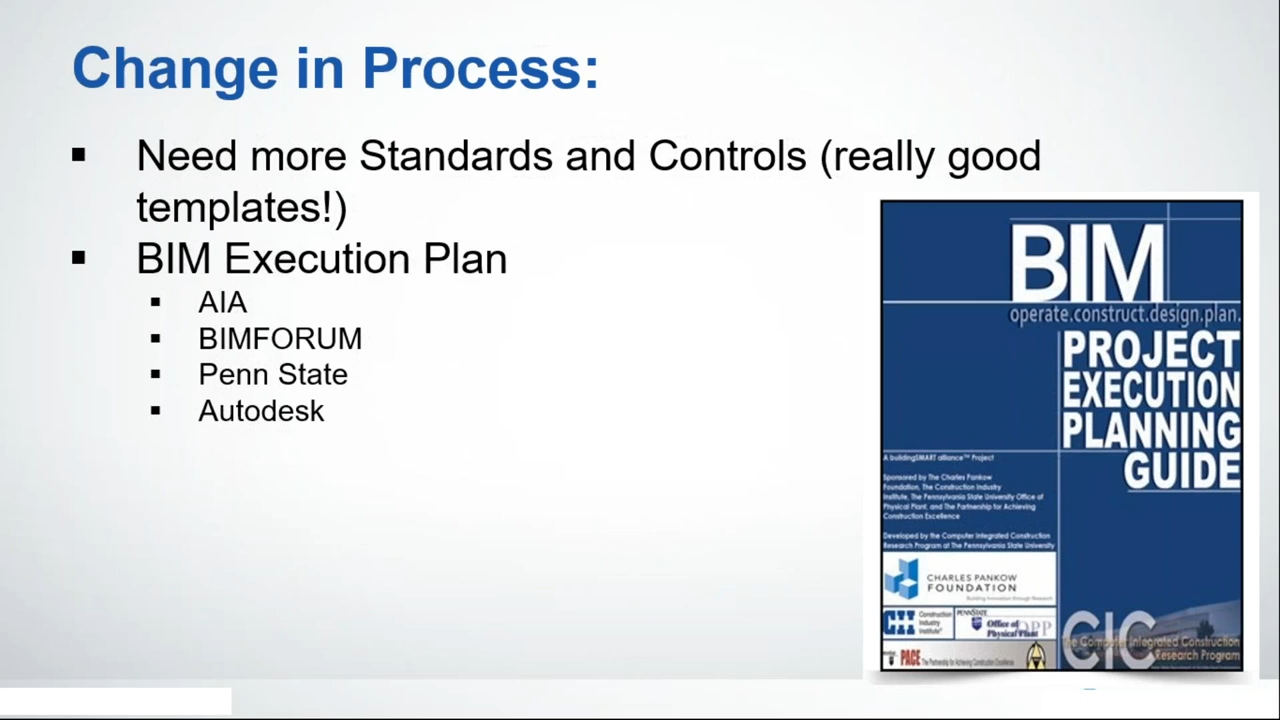 Change in Process:
▪ Need more Standards and Controls (really good
templates!)
▪ BIM Execution Plan
▪ AIA
▪ BIMFORUM
▪ Penn State
▪ Autodesk
BIM
operate.construct.design.plan.
PROJECT
EXECUTION
PLANNING
GUIDE
A buildingSMART alliance™ Project
Sponsored by The Charles Pankow
Foundation, The Construction Industry
Institute, The Pennsylvania State University Office of
Physical Plant, and The Partnership for Achieving
Construction Excellence
Developed by the Computer Integrated Construction
Research Program at The Pennsylvania State University
CHARLES PANKOW
FOUNDATION
Building Innovation through Research
CII
Construction
Industry
Institute
PENNSTATE
Office of
Physical Plant
OPP
PACE The Partnership for Achieving Construction Excellence
CIC
The Computer Integrated Construction
Research Program